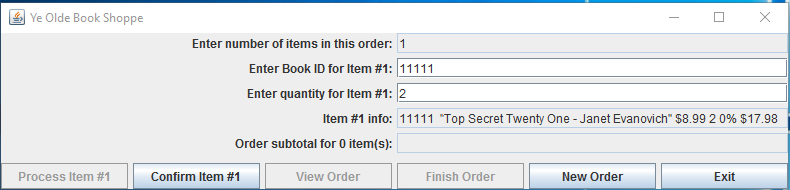 Ye Olde Book Shoppe
Enter number of items in this order: 1
Enter Book ID for Item #1: 11111
Enter quantity for Item #1: 2
Item #1 info: 11111 "Top Secret Twenty One - Janet Evanovich" $8.99 2 0% $17.98
Order subtotal for 0 item(s):
Process Item #1 Confirm Item #1 View Order Finish Order New Order Exit